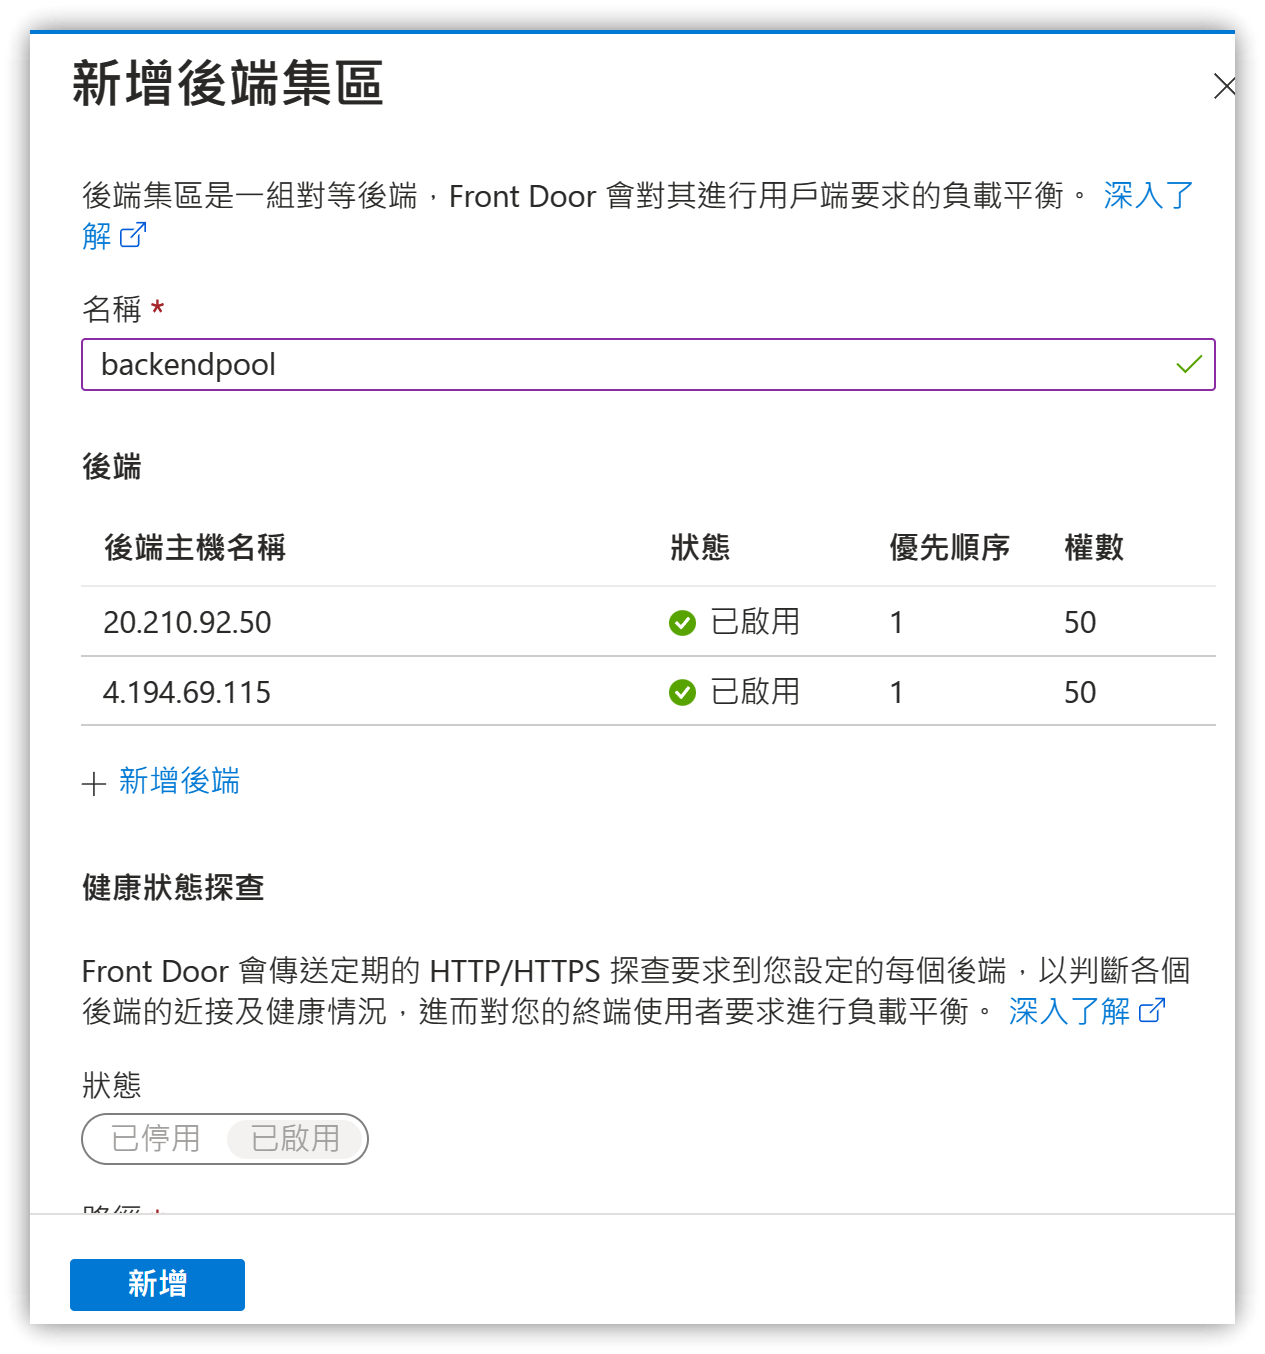 新增後端集區
後端集區是一組對等後端，Front Door 會對其進行用戶端要求的負載平衡。 深入了
解
名稱 *
backendpool
後端
後端主機名稱 狀態 優先順序 權數
20.210.92.50 已啟用 1 50
4.194.69.115 已啟用 1 50
新增後端
健康狀態探查
Front Door 會傳送定期的 HTTP/HTTPS 探查要求到您設定的每個後端，以判斷各個
後端的近接及健康情況，進而對您的終端使用者要求進行負載平衡。 深入了解
狀態
已停用 已啟用
路徑 *
新增